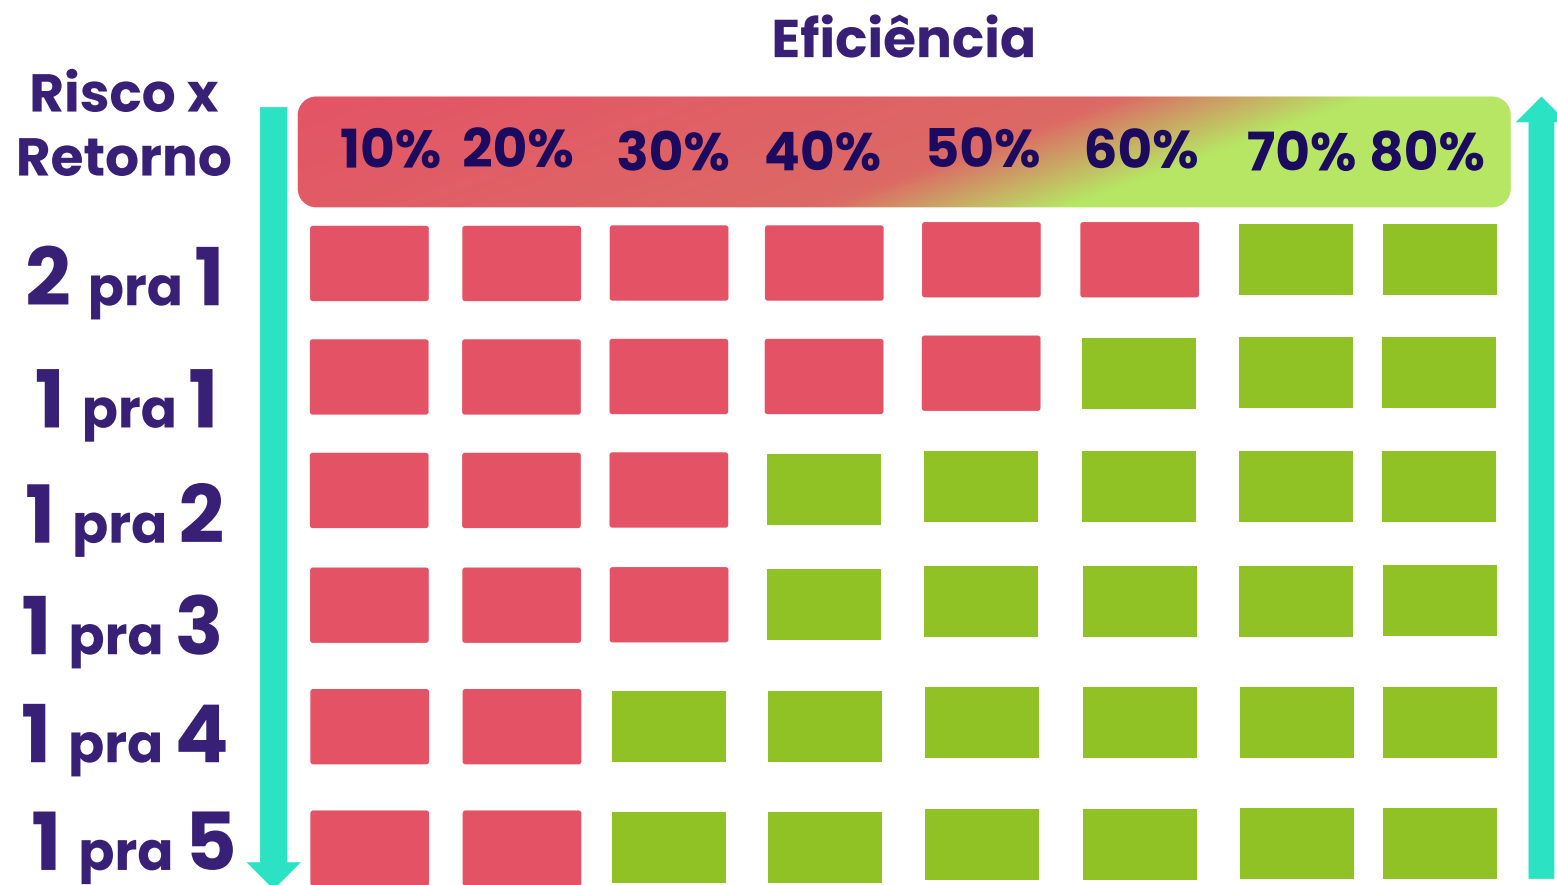 Eficiência
Risco x
Retorno
10% 20% 30% 40% 50% 60% 70% 80%
2 pra 1
1 pra 1
1 pra 2
1 pra 3
1 pra 4
1 pra 5